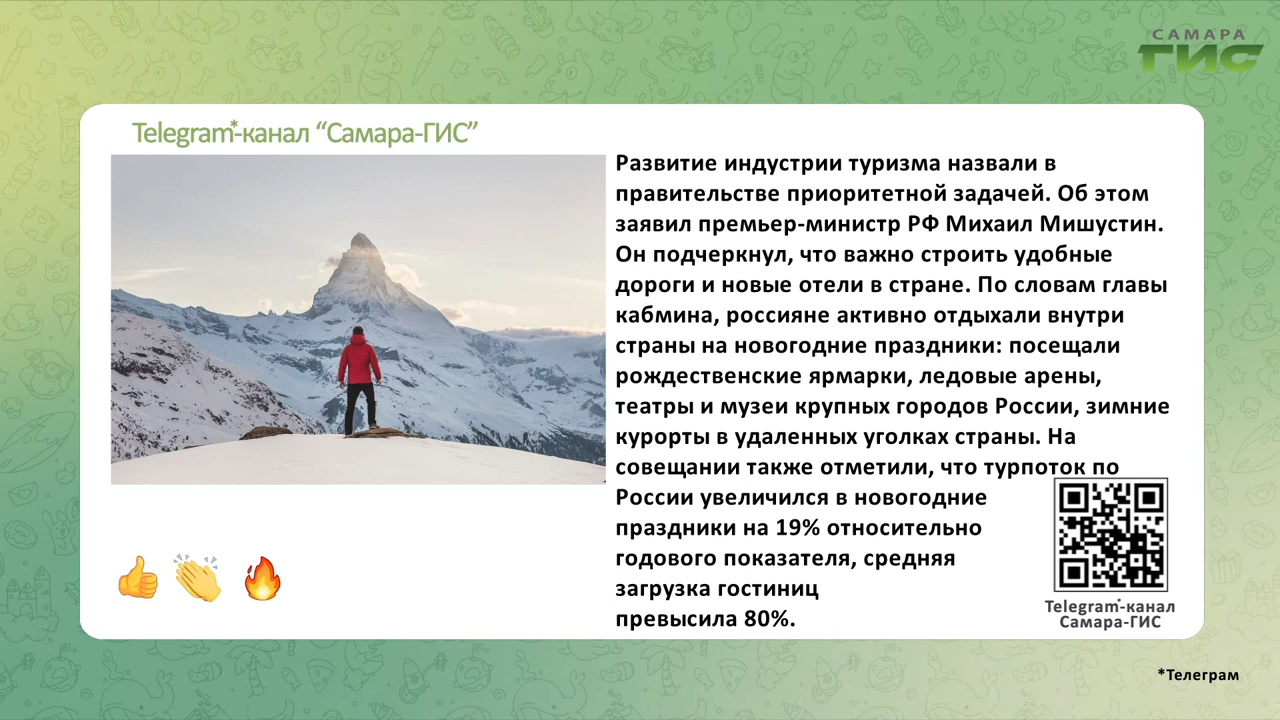 САМАРА
ГИС
Telegram*-канал “Самара-ГИС”
Развитие индустрии туризма назвали в
правительстве приоритетной задачей. Об этом
заявил премьер-министр РФ Михаил Мишустин.
Он подчеркнул, что важно строить удобные
дороги и новые отели в стране. По словам главы
кабмина, россияне активно отдыхали внутри
страны на новогодние праздники: посещали
рождественские ярмарки, ледовые арены,
театры и музеи крупных городов России, зимние
курорты в удаленных уголках страны. На
совещании также отметили, что турпоток по
России увеличился в новогодние
праздники на 19% относительно
годового показателя, средняя
загрузка гостиниц
превысила 80%.
Telegram*-канал
Самара-ГИС
*Телеграм